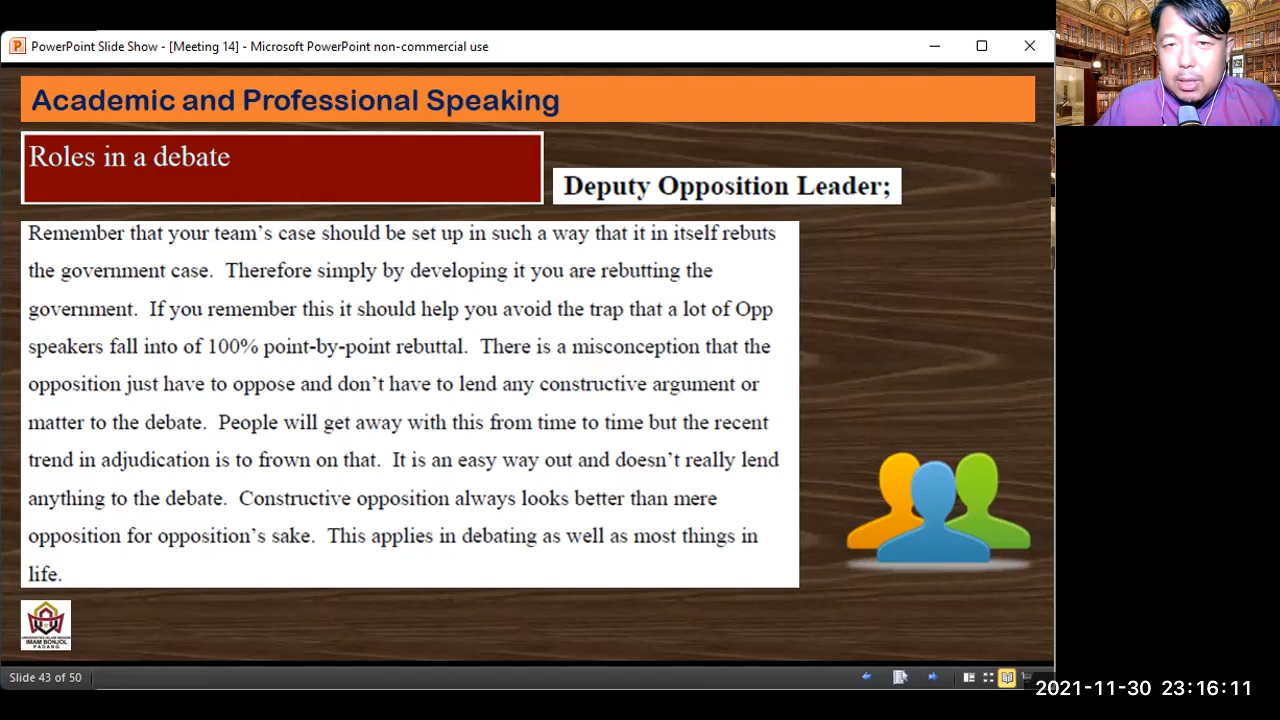 PowerPoint Slide Show - [Meeting 14] - Microsoft PowerPoint non-commercial use
Academic and Professional Speaking
Roles in a debate
Deputy Opposition Leader;
Remember that your team's case should be set up in such a way that it in itself rebuts
the government case. Therefore simply by developing it you are rebutting the
government. If you remember this it should help you avoid the trap that a lot of Opp
speakers fall into of 100% point-by-point rebuttal. There is a misconception that the
opposition just have to oppose and don't have to lend any constructive argument or
matter to the debate. People will get away with this from time to time but the recent
trend in adjudication is to frown on that. It is an easy way out and doesn't really lend
anything to the debate. Constructive opposition always looks better than mere
opposition for opposition's sake. This applies in debating as well as most things in
life.
UNIVERSITAS ISLAM NEGERI
IMAM BONJOL
PADANG
Slide 43 of 50
2021-11-30 23:16:11